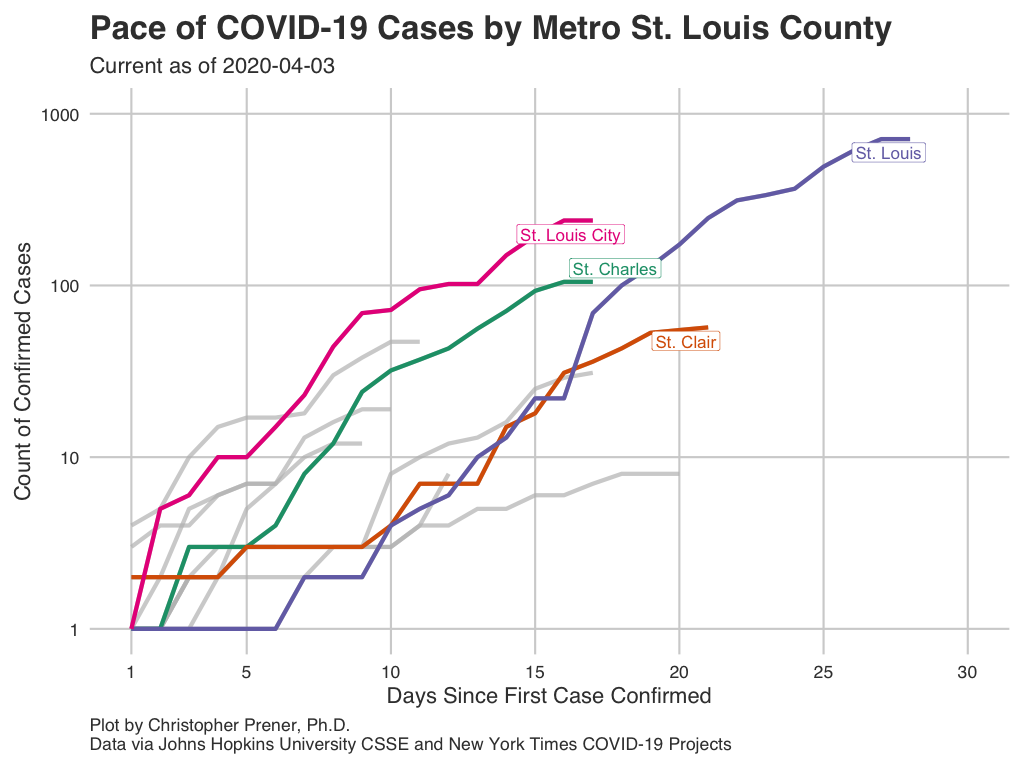 Pace of COVID-19 Cases by Metro St. Louis County
Current as of 2020-04-03
Count of Confirmed Cases
1000
100
10
1
St. Louis
St. Louis City
St. Charles
St. Clair
1 5 10 15 20 25 30
Days Since First Case Confirmed
Plot by Christopher Prener, Ph.D.
Data via Johns Hopkins University CSSE and New York Times COVID-19 Projects